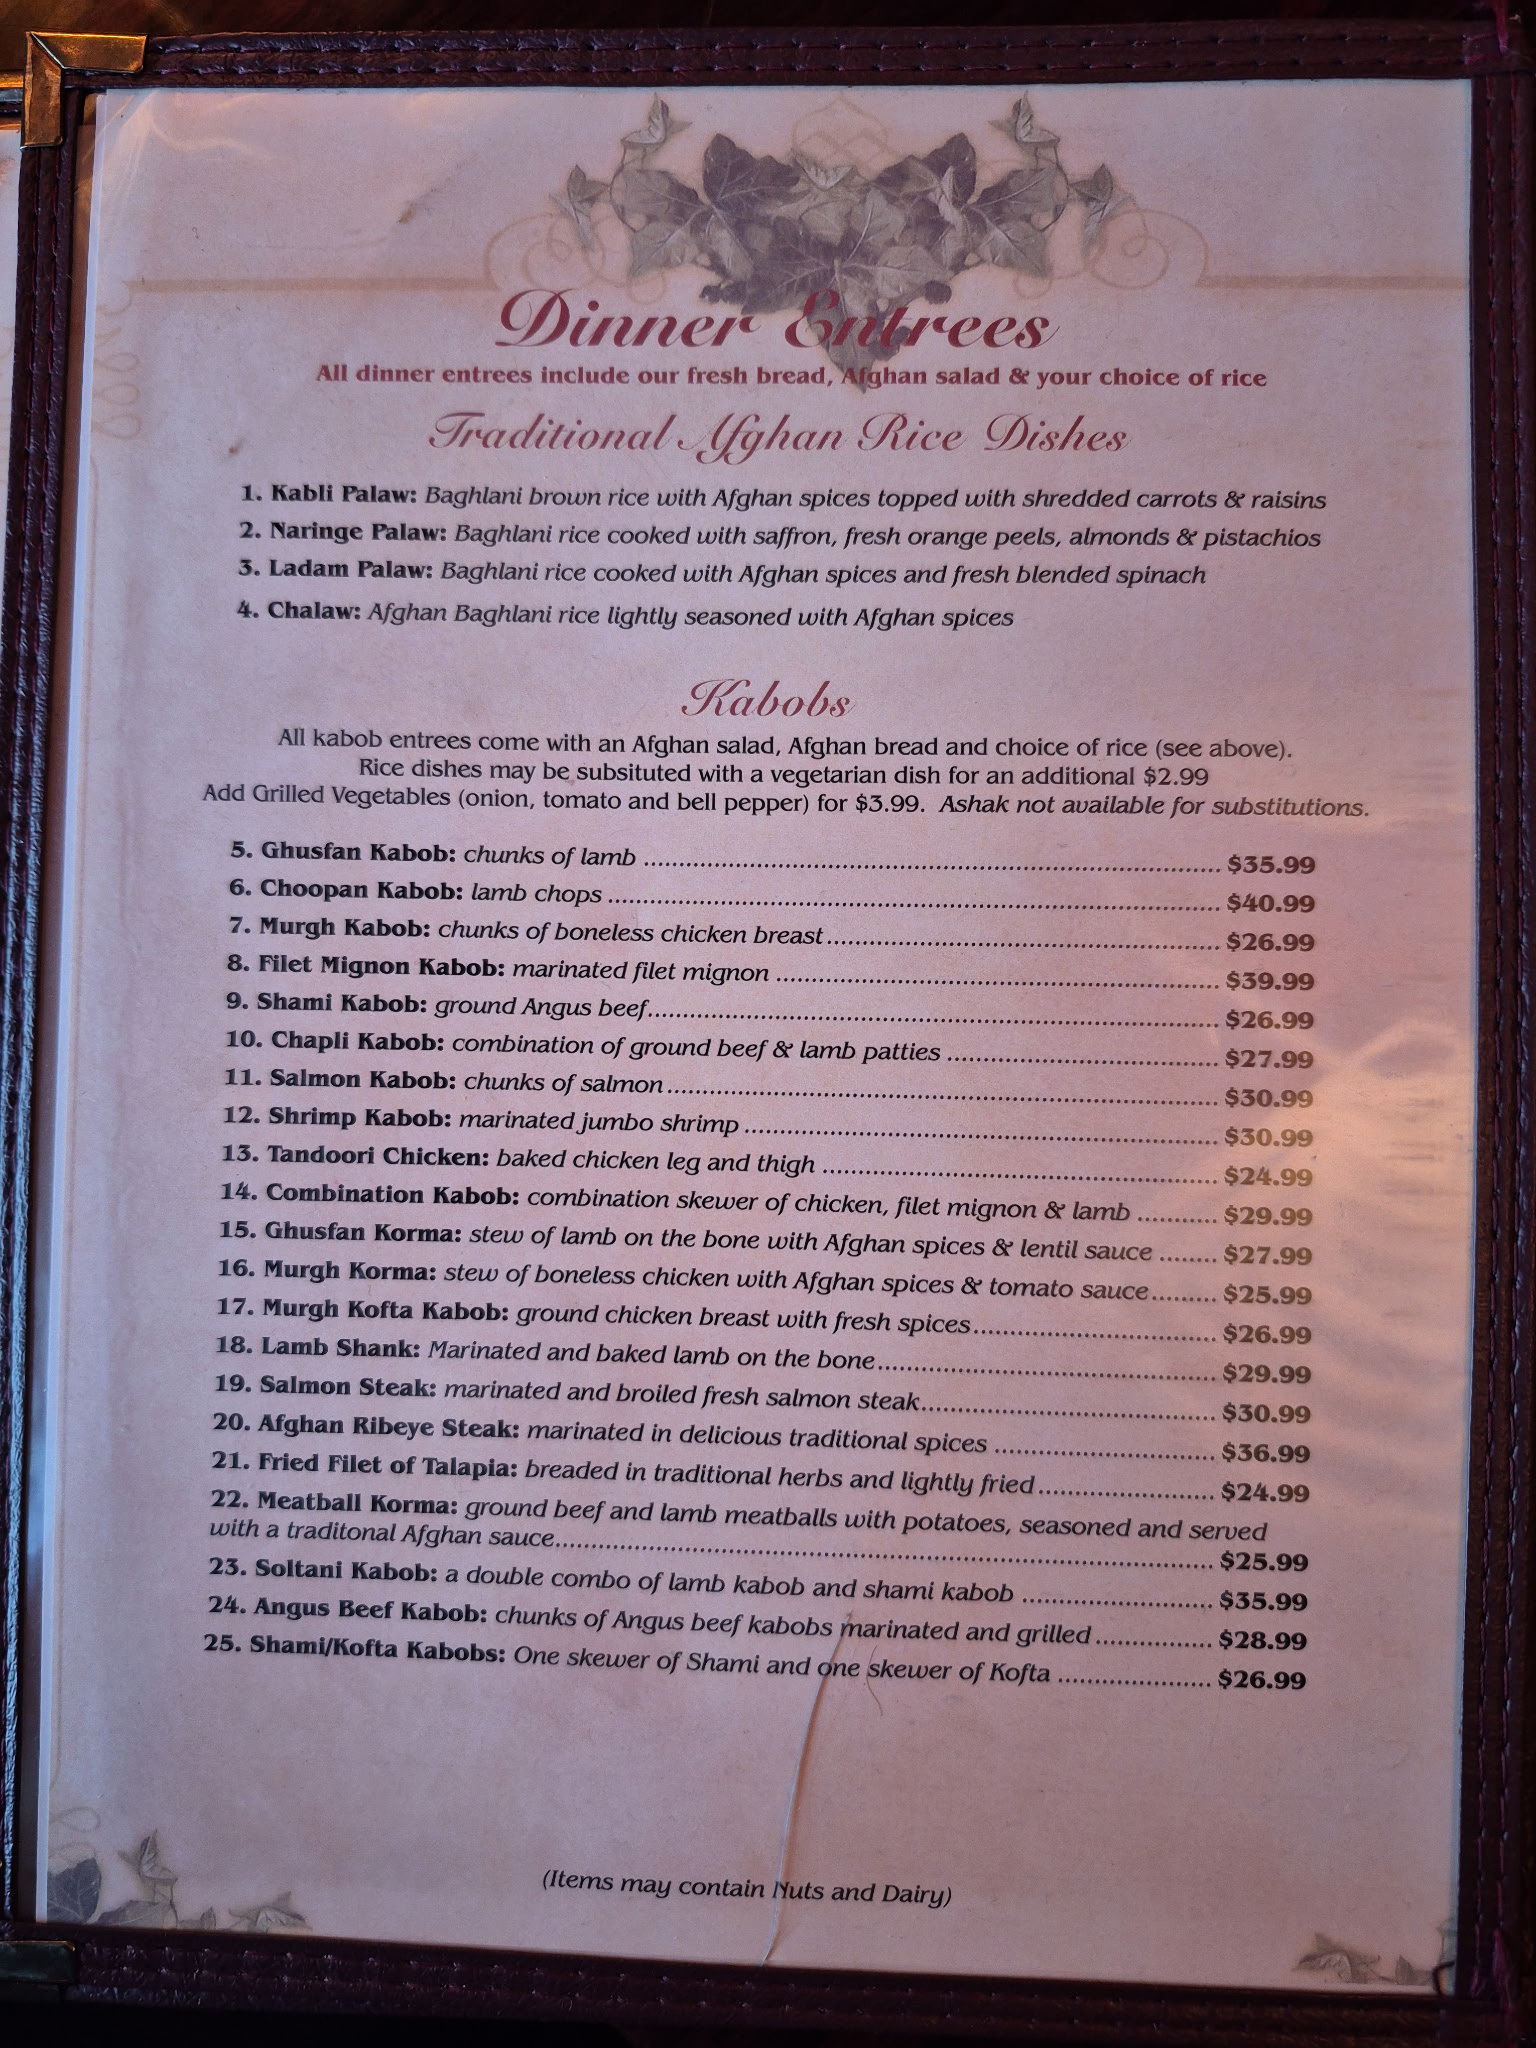 Dinner Entrees
All dinner entrees include our fresh bread, Afghan salad & your choice of rice
Traditional Afghan Rice Dishes
1. Kabli Palaw: Baghlani brown rice with Afghan spices topped with shredded carrots & raisins
2. Naringe Palaw: Baghlani rice cooked with saffron, fresh orange peels, almonds & pistachios
3. Ladam Palaw: Baghlani rice cooked with Afghan spices and fresh blended spinach
4. Chalaw: Afghan Baghlani rice lightly seasoned with Afghan spices
Kabobs
All kabob entrees come with an Afghan salad, Afghan bread and choice of rice (see above).
Rice dishes may be subsituted with a vegetarian dish for an additional $2.99
Add Grilled Vegetables (onion, tomato and bell pepper) for $3.99. Ashak not available for substitutions.
5. Ghusfan Kabob: chunks of lamb ........ $35.99
6. Choopan Kabob: lamb chops ........ $40.99
7. Murgh Kabob: chunks of boneless chicken breast ........ $26.99
8. Filet Mignon Kabob: marinated filet mignon ........ $39.99
9. Shami Kabob: ground Angus beef ........ $26.99
10. Chapli Kabob: combination of ground beef & lamb patties ........ $27.99
11. Salmon Kabob: chunks of salmon ........ $30.99
12. Shrimp Kabob: marinated jumbo shrimp ........ $30.99
13. Tandoori Chicken: baked chicken leg and thigh ........ $24.99
14. Combination Kabob: combination skewer of chicken, filet mignon & lamb ........ $29.99
15. Ghusfan Korma: stew of lamb on the bone with Afghan spices & lentil sauce ........ $27.99
16. Murgh Korma: stew of boneless chicken with Afghan spices & tomato sauce ........ $25.99
17. Murgh Kofta Kabob: ground chicken breast with fresh spices ........ $26.99
18. Lamb Shank: Marinated and baked lamb on the bone ........ $29.99
19. Salmon Steak: marinated and broiled fresh salmon steak ........ $30.99
20. Afghan Ribeye Steak: marinated in delicious traditional spices ........ $36.99
21. Fried Filet of Talapia: breaded in traditional herbs and lightly fried ........ $24.99
22. Meatball Korma: ground beef and lamb meatballs with potatoes, seasoned and served
with a traditonal Afghan sauce ........ $25.99
23. Soltani Kabob: a double combo of lamb kabob and shami kabob ........ $35.99
24. Angus Beef Kabob: chunks of Angus beef kabobs marinated and grilled ........ $28.99
25. Shami/Kofta Kabobs: One skewer of Shami and one skewer of Kofta ........ $26.99
(Items may contain Nuts and Dairy)